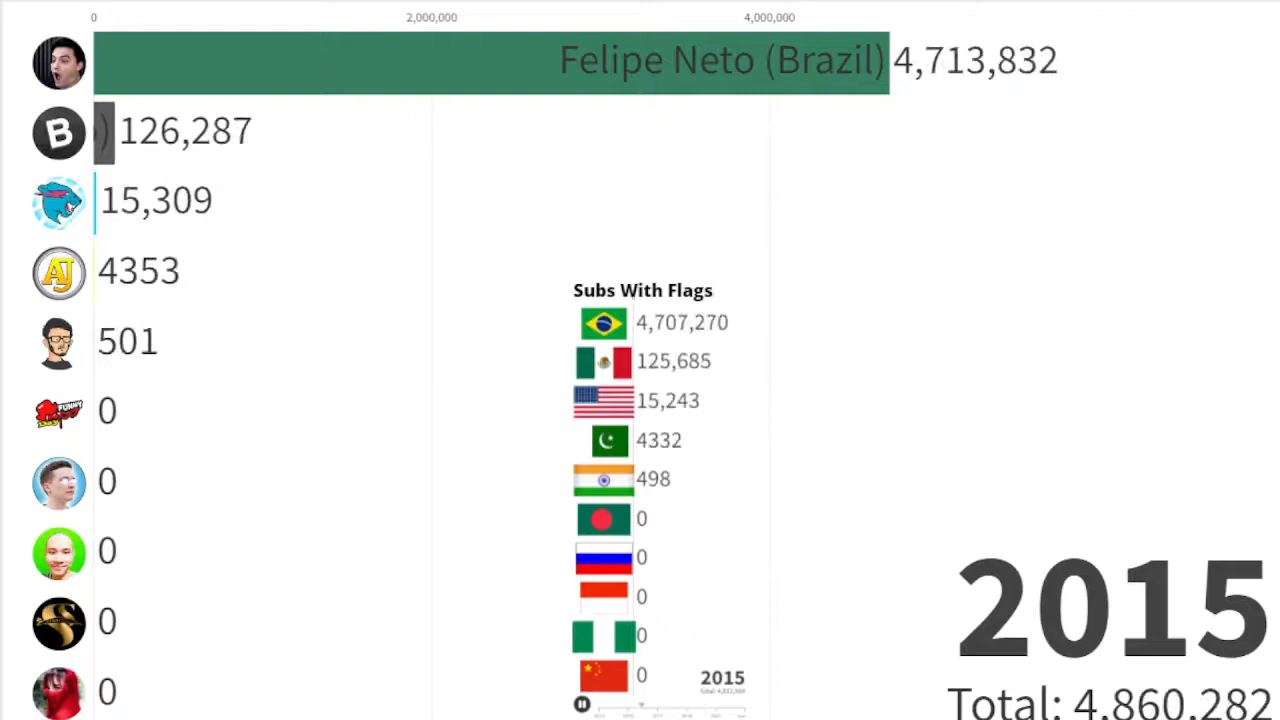 0 2,000,000 4,000,000
Felipe Neto (Brazil) 4,713,832
B ) 126,287
15,309
AJ 4353
501
FUNNY 0
0
0
S 0
0
Subs With Flags
4,707,270
125,685
15,243
4332
498
0
0
0
0
0
2015
2015
Total: 4,860,282